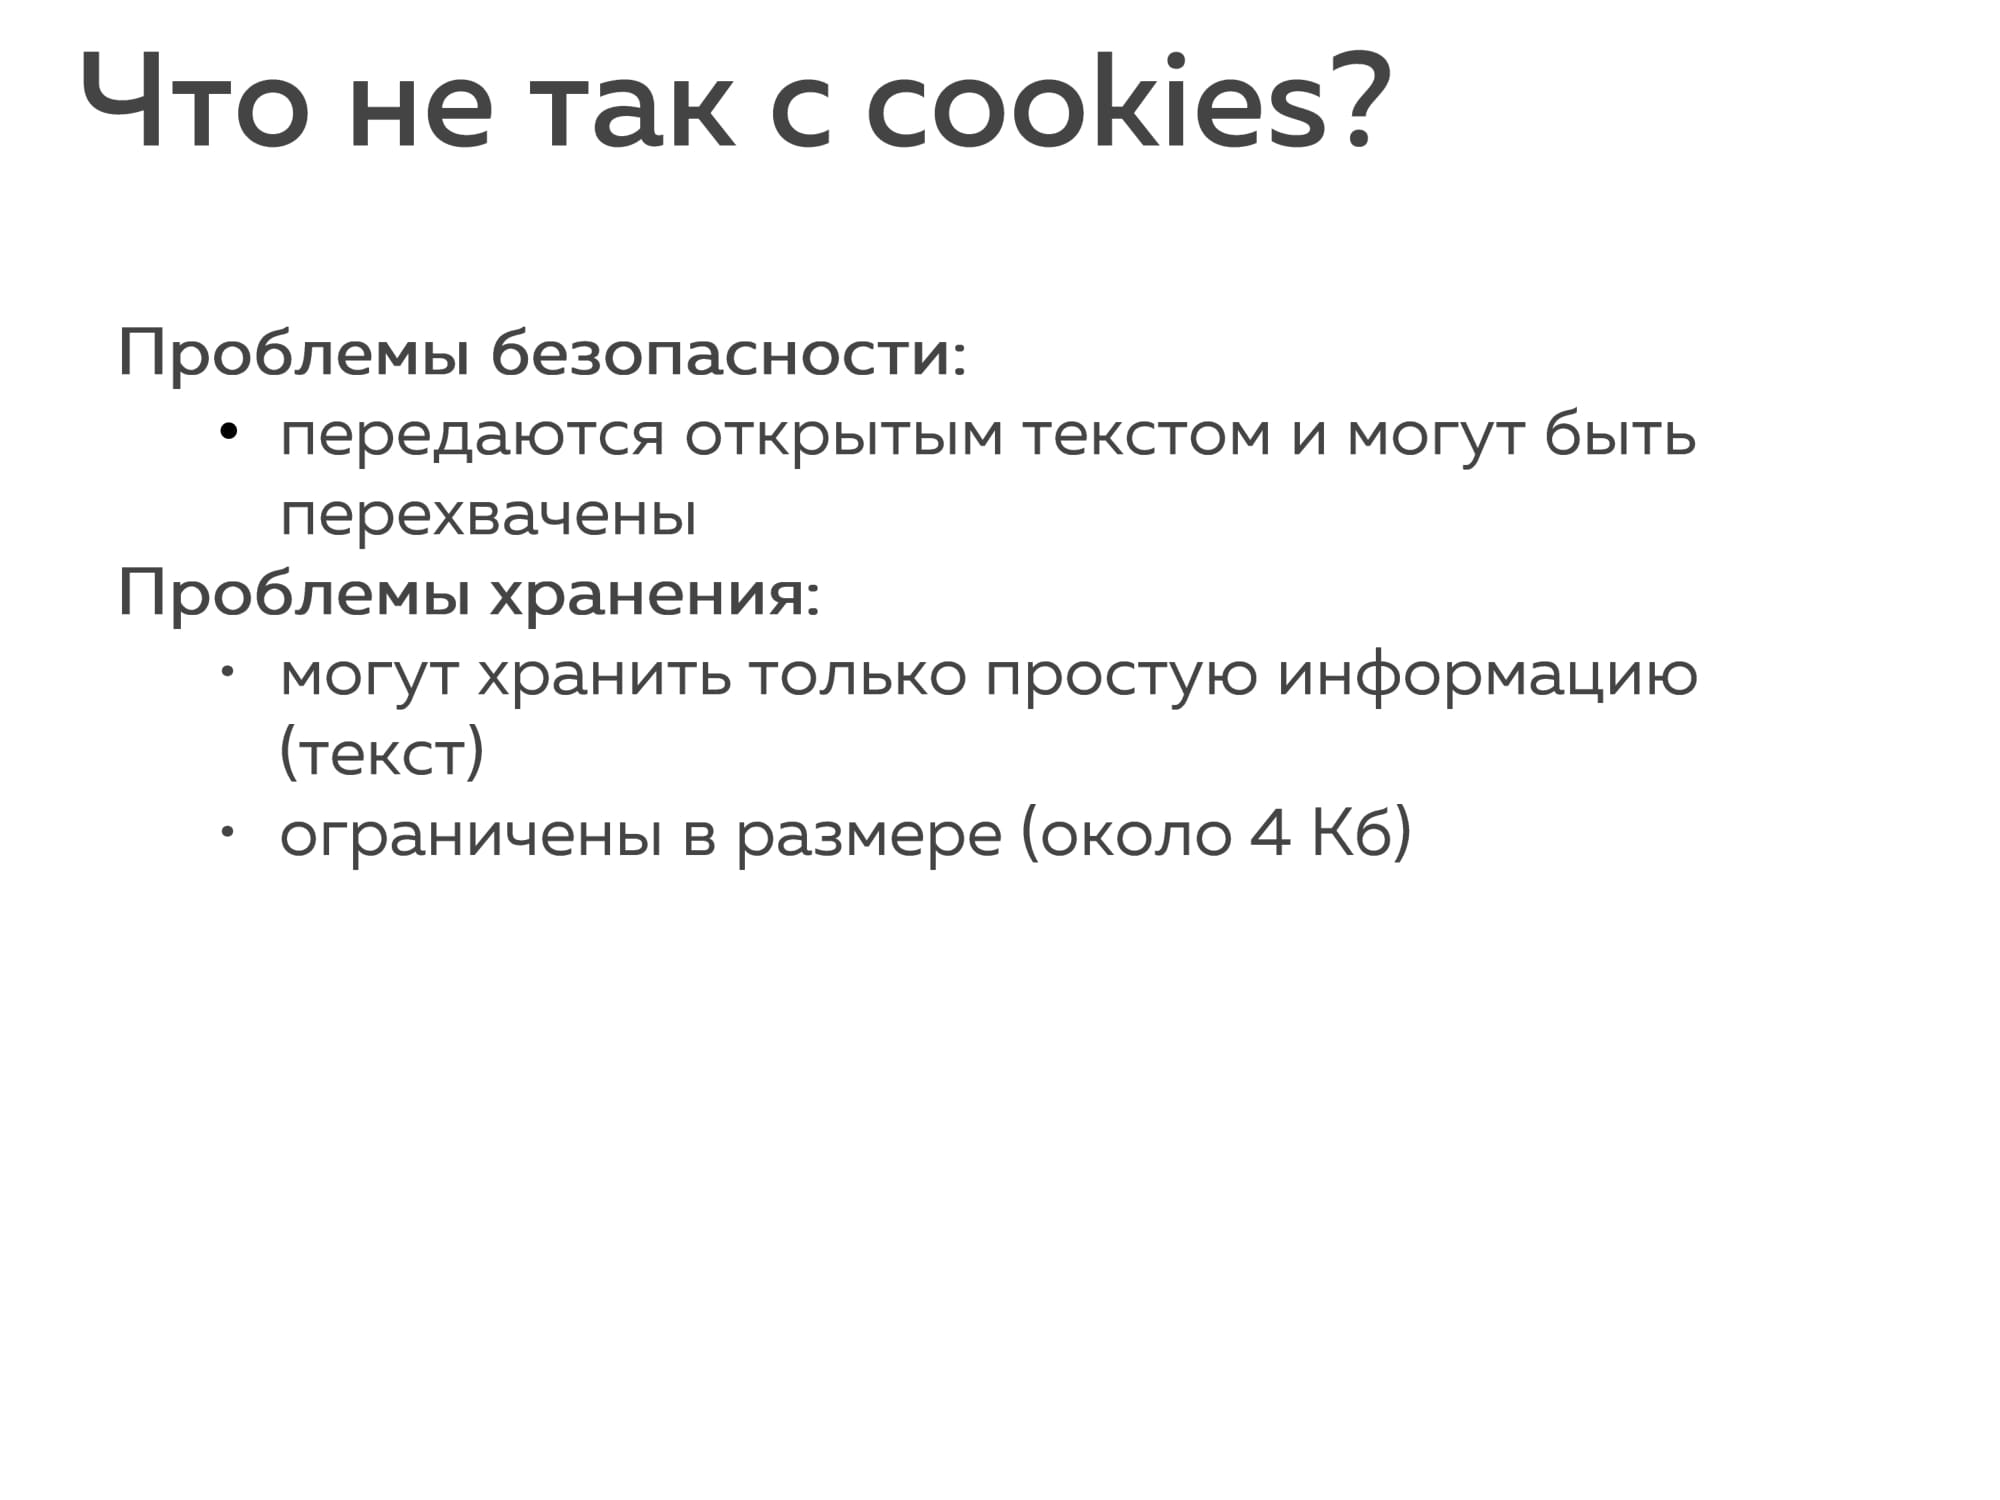 Что не так с cookies?
Проблемы безопасности:
• передаются открытым текстом и могут быть
перехвачены
Проблемы хранения:
• могут хранить только простую информацию
(текст)
• ограничены в размере (около 4 Кб)